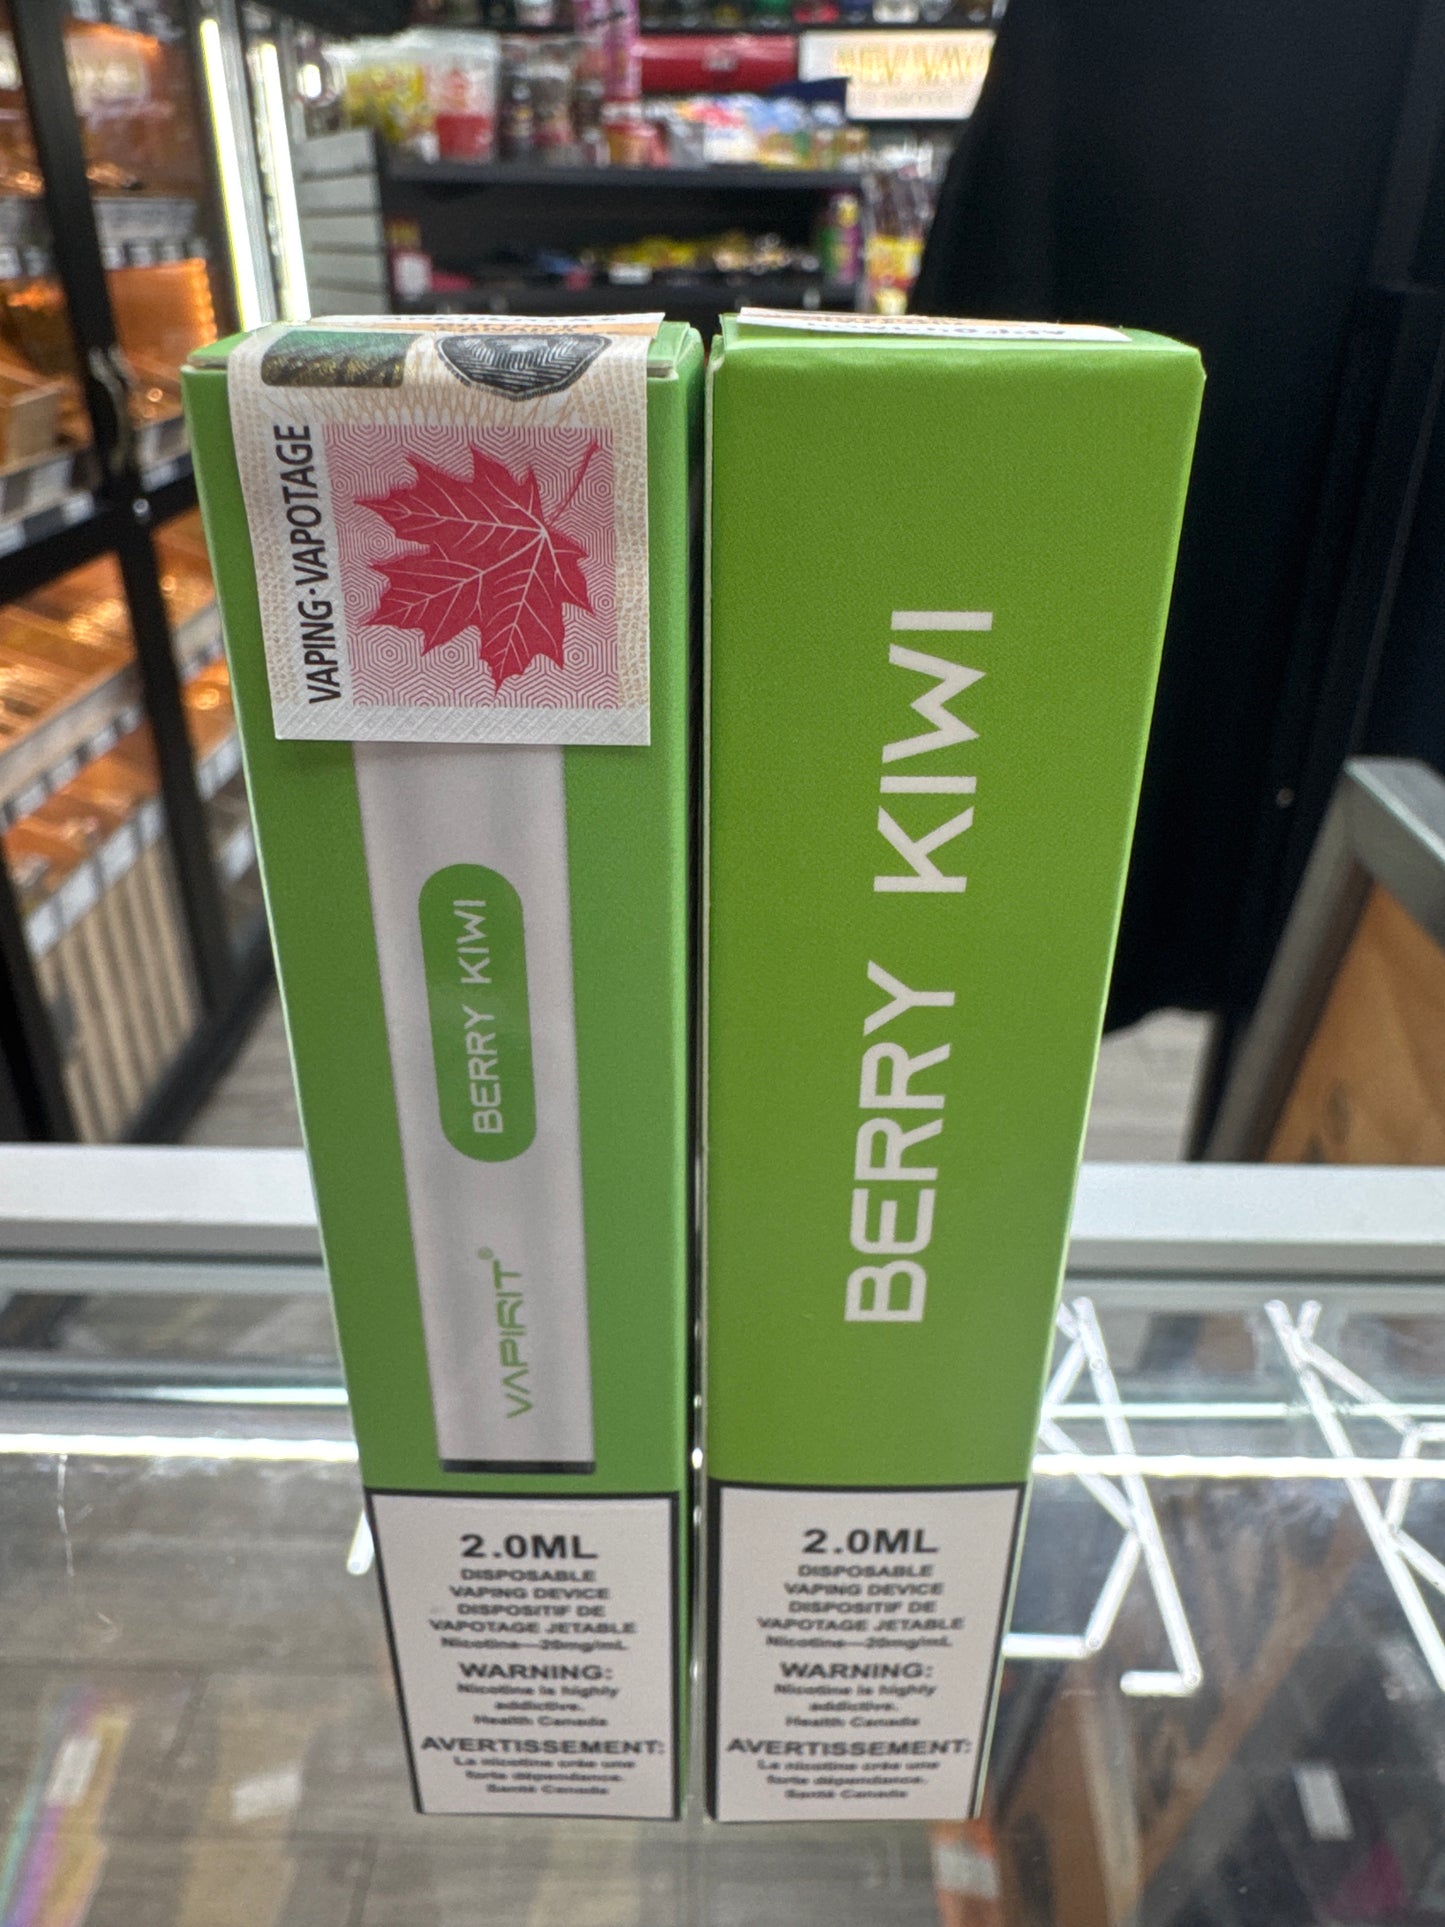 VAPING·VAPOTAGE
BERRY KIWI
VAPIRIT®
2.0ML
DISPOSABLE
VAPING DEVICE
DISPOSITIF DE
VAPOTAGE JETABLE
Nicotine—20mg/mL
WARNING:
Nicotine is highly
addictive.
Health Canada
AVERTISSEMENT:
La nicotine crée une
forte dépendance.
Santé Canada
BERRY KIWI
2.0ML
DISPOSABLE
VAPING DEVICE
DISPOSITIF DE
VAPOTAGE JETABLE
Nicotine—20mg/mL
WARNING:
Nicotine is highly
addictive.
Health Canada
AVERTISSEMENT:
La nicotine crée une
forte dépendance.
Santé Canada